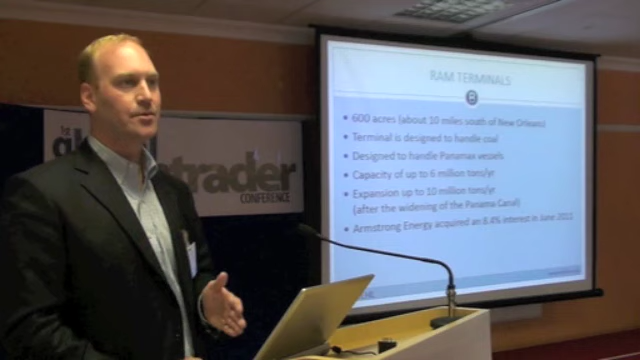 1st
trader
CONFERENCE
RAM TERMINALS
• 600 acres (about 10 miles south of New Orleans)
• Terminal is designed to handle coal
• Designed to handle Panamax vessels
• Capacity of up to 6 million tons/yr
• Expansion up to 10 million tons/yr
(after the widening of the Panama Canal)
• Armstrong Energy acquired an 8.4% interest in June 2011